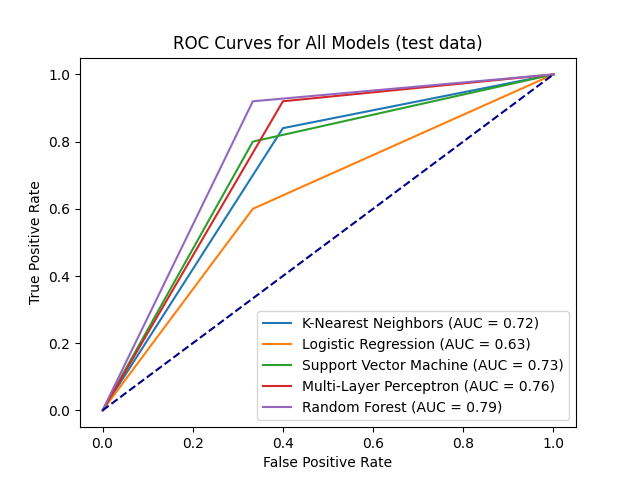 ROC Curves for All Models (test data)
1.0
0.8
0.6
0.4
0.2
0.0
True Positive Rate
K-Nearest Neighbors (AUC = 0.72)
Logistic Regression (AUC = 0.63)
Support Vector Machine (AUC = 0.73)
Multi-Layer Perceptron (AUC = 0.76)
Random Forest (AUC = 0.79)
0.0 0.2 0.4 0.6 0.8 1.0
False Positive Rate